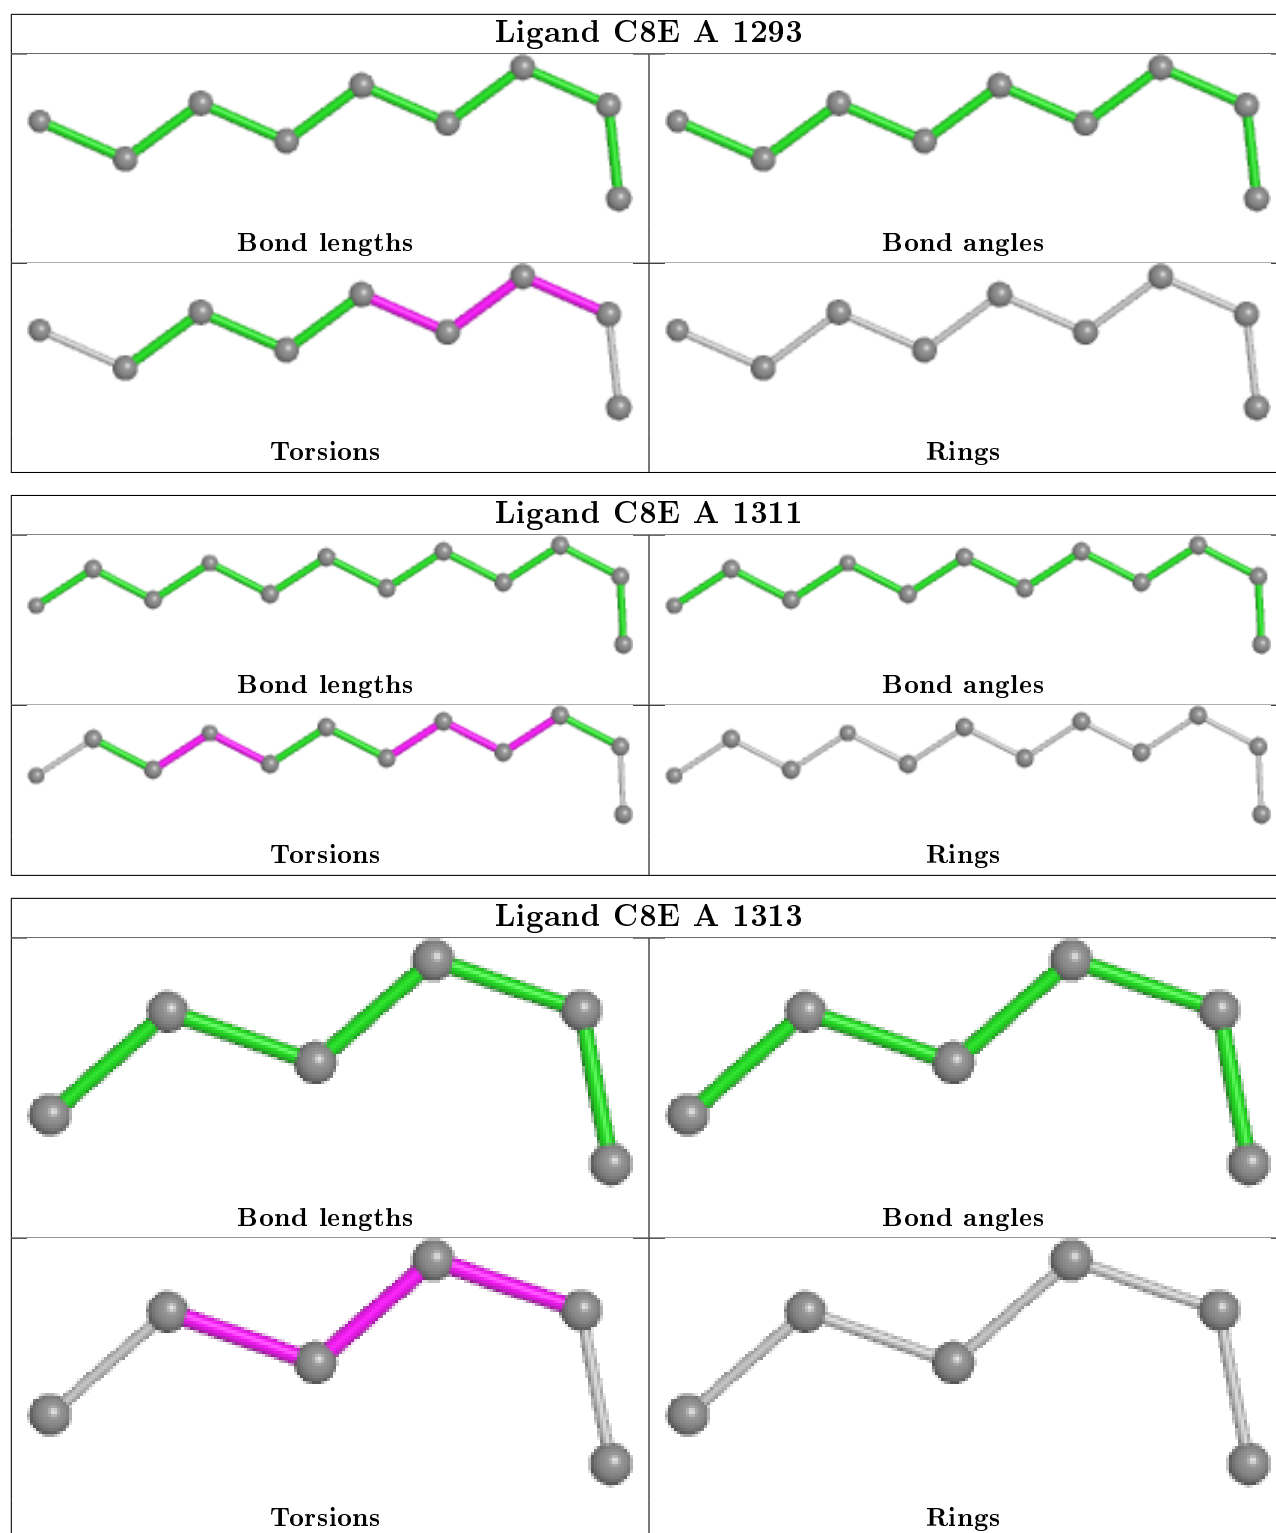 Ligand C8E A 1293
Bond lengths
Bond angles
Torsions
Rings
Ligand C8E A 1311
Bond lengths
Bond angles
Torsions
Rings
Ligand C8E A 1313
Bond lengths
Bond angles
Torsions
Rings